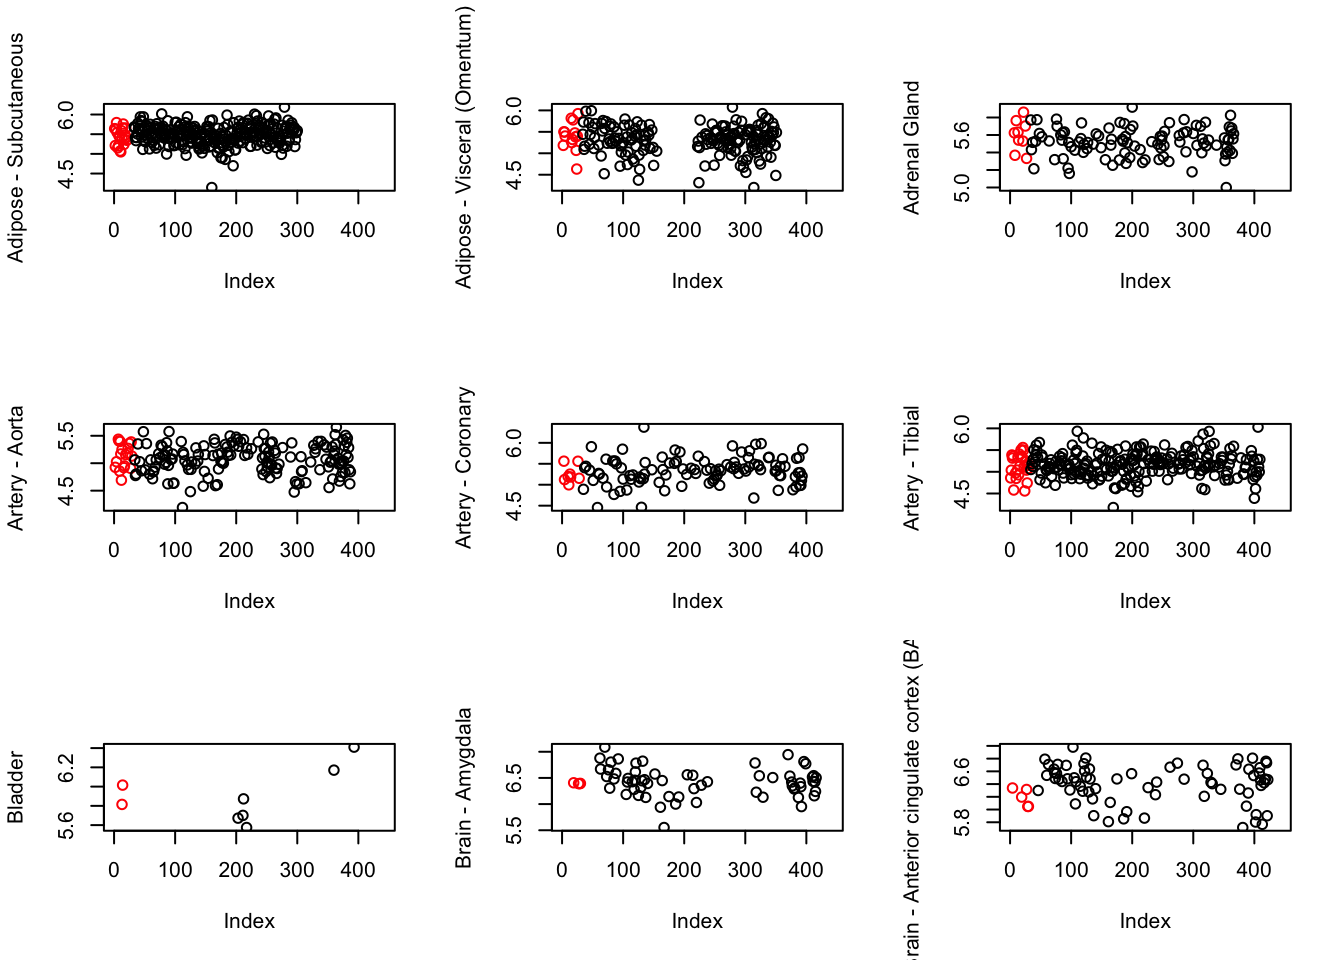 Adipose - Subcutaneous
6.0
4.5
0 100 200 300 400
Index
Adipose - Visceral (Omentum)
6.0
4.5
0 100 200 300 400
Index
Adrenal Gland
5.6
5.0
0 100 200 300 400
Index
Artery - Aorta
5.5
4.5
0 100 200 300 400
Index
Artery - Coronary
6.0
4.5
0 100 200 300 400
Index
Artery - Tibial
6.0
4.5
0 100 200 300 400
Index
Bladder
6.2
5.6
0 100 200 300 400
Index
Brain - Amygdala
6.5
5.5
0 100 200 300 400
Index
rain - Anterior cingulate cortex (BA
6.6
5.8
0 100 200 300 400
Index